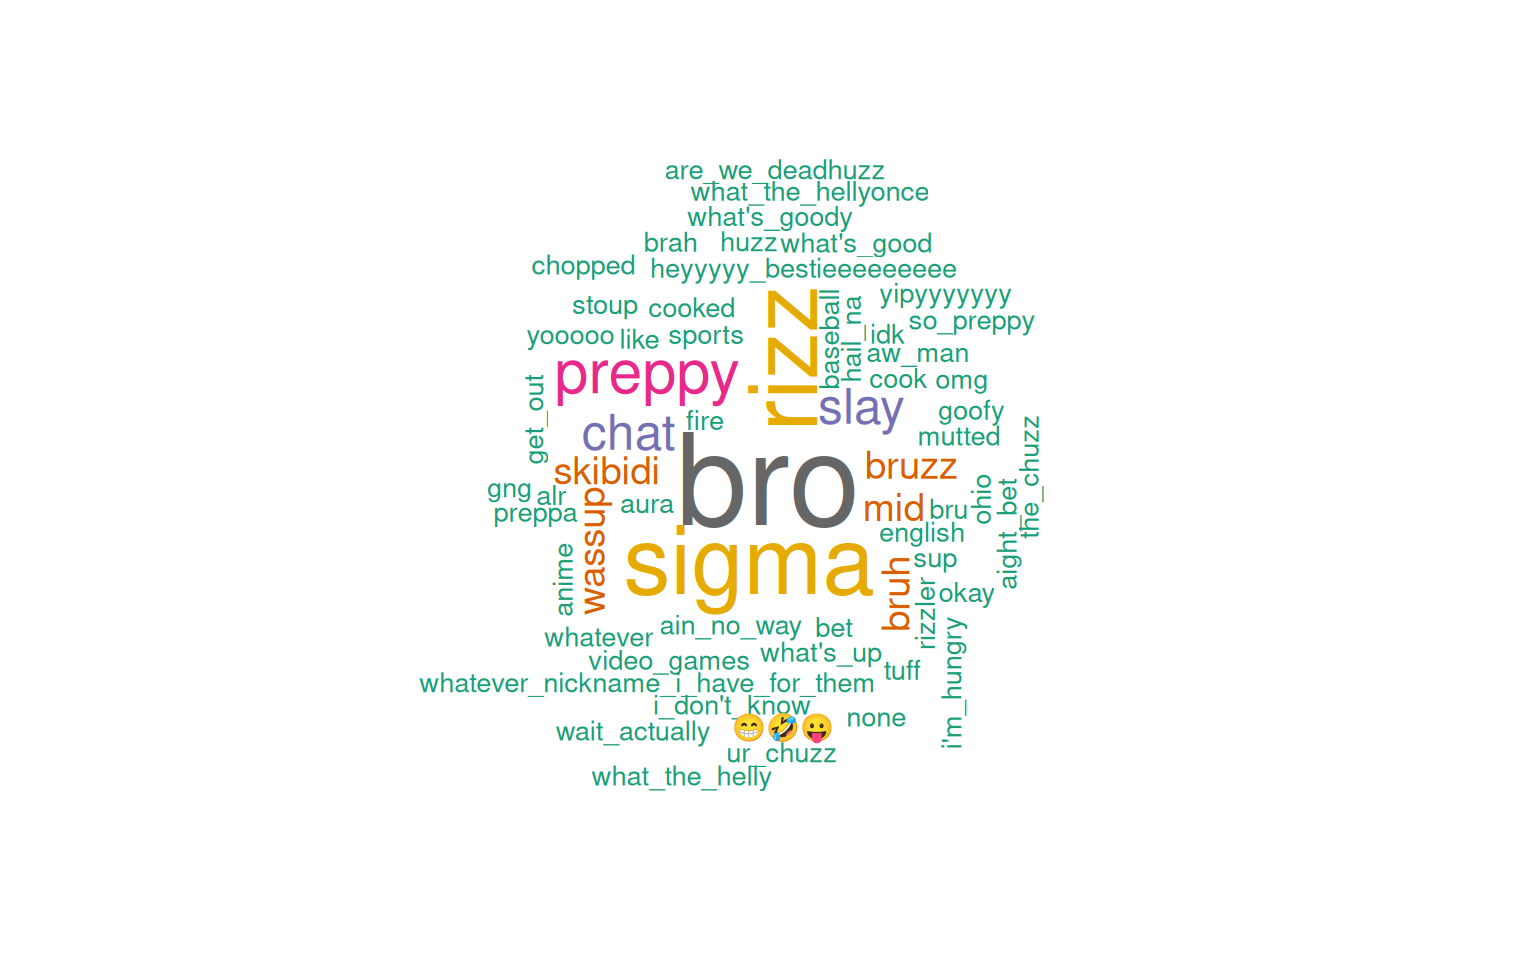 are_we_deadhuzz
what_the_hellyonce
what's_goody
brah huzz what's_good
chopped heyyyyy_bestieeeeeeeee
rizz
baseball
hail_na
yipyyyyyyy
stoup cooked
so_preppy
yooooo like sports
_idk
aw_man
preppy
cook omg
slay
goofy
get_out
chat fire
mutted
the_chuzz
bro
bruzz
skibidi
gng alr
aura
mid bru
ohio
aight_bet
preppa
wassup
english
sigma
sup
anime
bruh
rizzler
okay
ain_no_way bet
whatever
what's_up
video_games
tuff
i'm_hungry
whatever_nickname_i_have_for_them
i_don't_know
none
wait_actually 😁🤣😛
ur_chuzz
what_the_helly